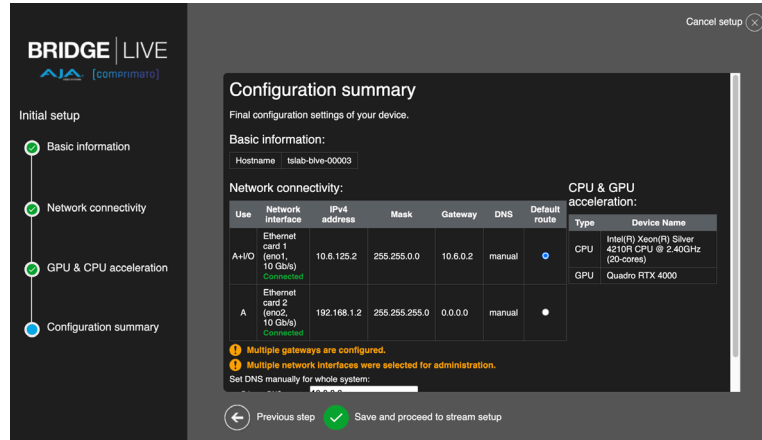 Cancel setup
BRIDGE LIVE
AJA [comprimato]
Initial setup
Basic information
Network connectivity
GPU & CPU acceleration
Configuration summary
Configuration summary
Final configuration settings of your device.
Basic information:
Hostname tslab-blve-00003
Network connectivity:
Use Network interface IPv4 address Mask Gateway DNS Default route
A+I/O Ethernet card 1 (eno1, 10 Gb/s) Connected 10.6.125.2 255.255.0.0 10.6.0.2 manual
A Ethernet card 2 (eno2, 10 Gb/s) Connected 192.168.1.2 255.255.255.0 0.0.0.0 manual
CPU & GPU acceleration:
Type Device Name
CPU Intel(R) Xeon(R) Silver 4210R CPU @ 2.40GHz (20-cores)
GPU Quadro RTX 4000
Multiple gateways are configured.
Multiple network interfaces were selected for administration.
Set DNS manually for whole system:
Previous step
Save and proceed to stream setup